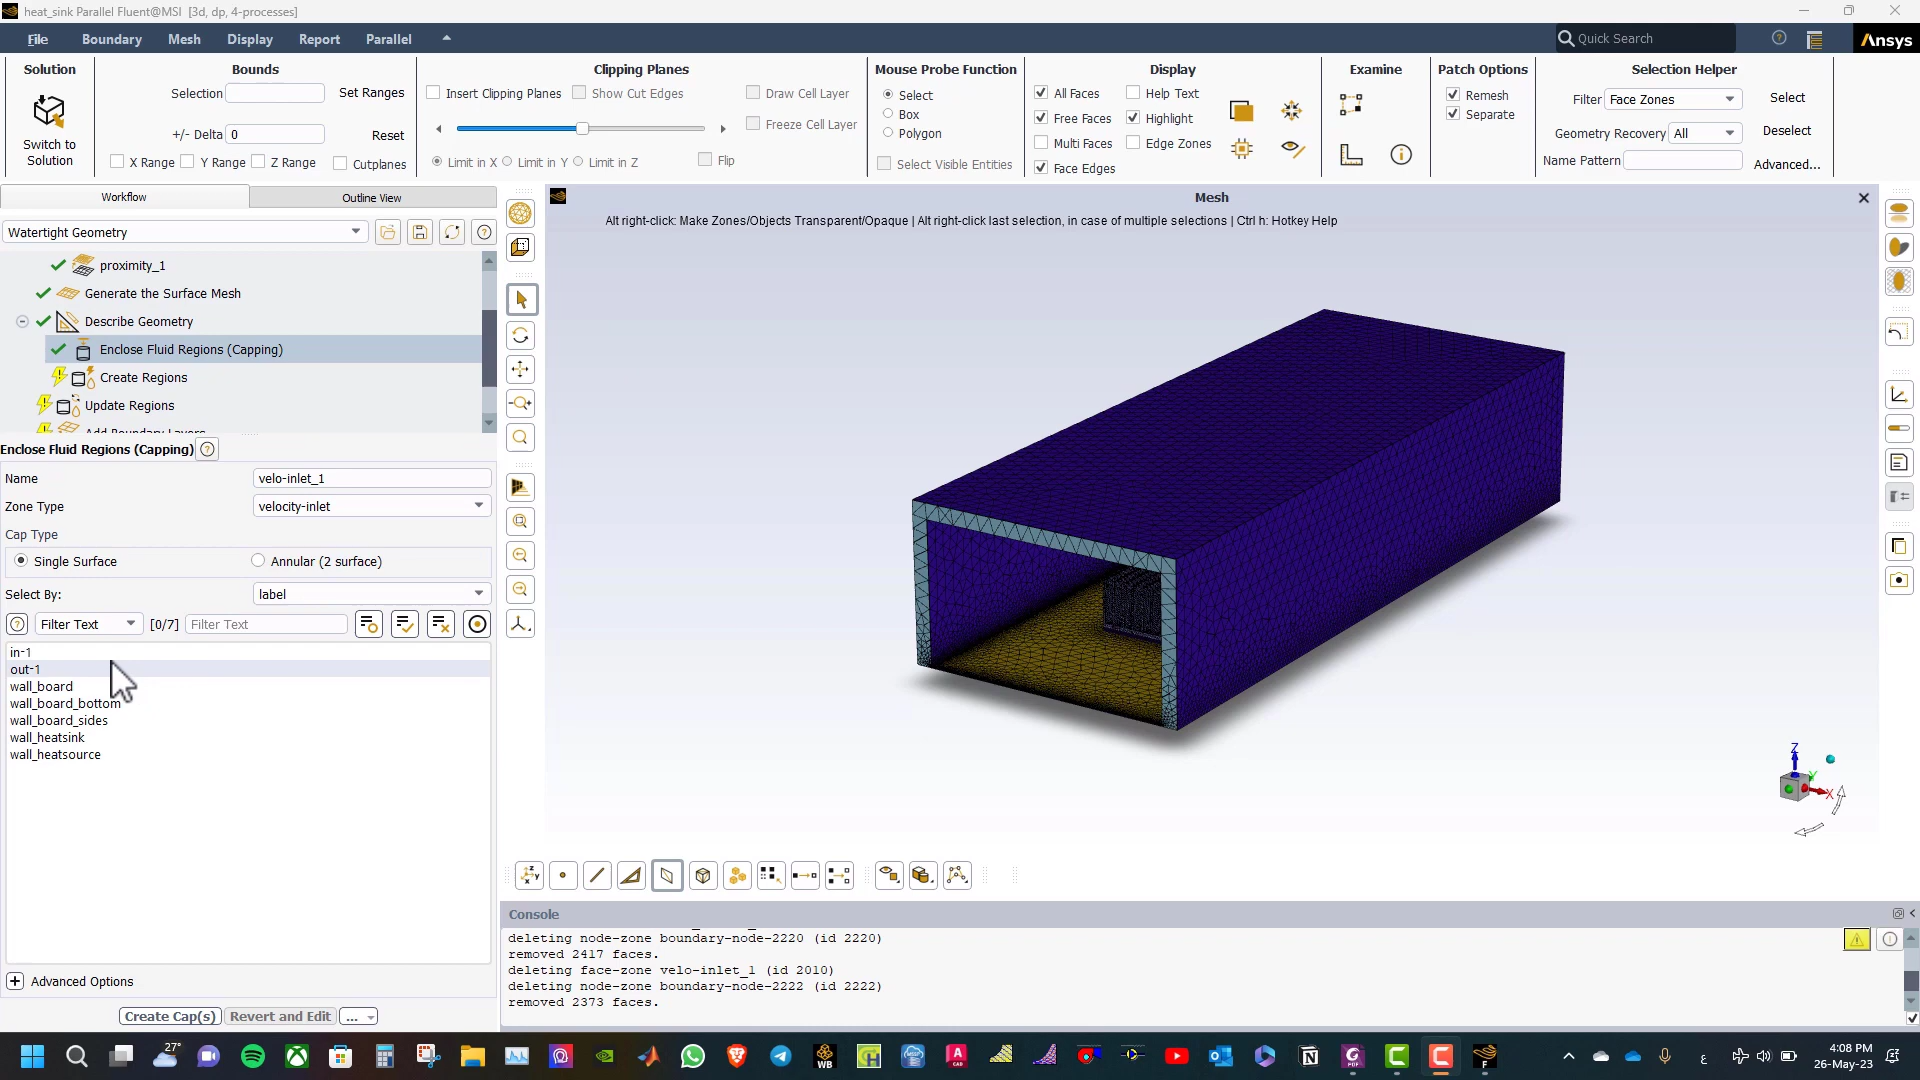 heat_sink Parallel Fluent@MSI [3d, dp, 4-processes]
File Boundary Mesh Display Report Parallel
Quick Search
Ansys
Solution
Switch to
Solution
Bounds
Selection
Set Ranges
+/- Delta 0
Reset
X Range Y Range Z Range Cutplanes
Clipping Planes
Insert Clipping Planes Show Cut Edges
Draw Cell Layer
Freeze Cell Layer
Limit in X Limit in Y Limit in Z
Flip
Mouse Probe Function
Select
Box
Polygon
Select Visible Entities
Display
All Faces Help Text
Free Faces Highlight
Multi Faces Edge Zones
Face Edges
Examine
Patch Options
Remesh
Separate
Selection Helper
Filter Face Zones Select
Geometry Recovery All Deselect
Name Pattern Advanced...
Workflow Outline View
Watertight Geometry
proximity_1
Generate the Surface Mesh
Describe Geometry
Enclose Fluid Regions (Capping)
Create Regions
Update Regions
Add Boundary Layers
Enclose Fluid Regions (Capping)
Name velo-inlet_1
Zone Type velocity-inlet
Cap Type
Single Surface Annular (2 surface)
Select By: label
Filter Text [0/7] Filter Text
in-1
out-1
wall_board
wall_board_bottom
wall_board_sides
wall_heatsink
wall_heatsource
Advanced Options
Create Cap(s) Revert and Edit ...
Mesh
Alt right-click: Make Zones/Objects Transparent/Opaque | Alt right-click last selection, in case of multiple selections | Ctrl h: Hotkey Help
Z
Y
X
Console
deleting node-zone boundary-node-2220 (id 2220)
removed 2417 faces.
deleting face-zone velo-inlet_1 (id 2010)
deleting node-zone boundary-node-2222 (id 2222)
removed 2373 faces.
27°
WB
ع
4:08 PM
26-May-23